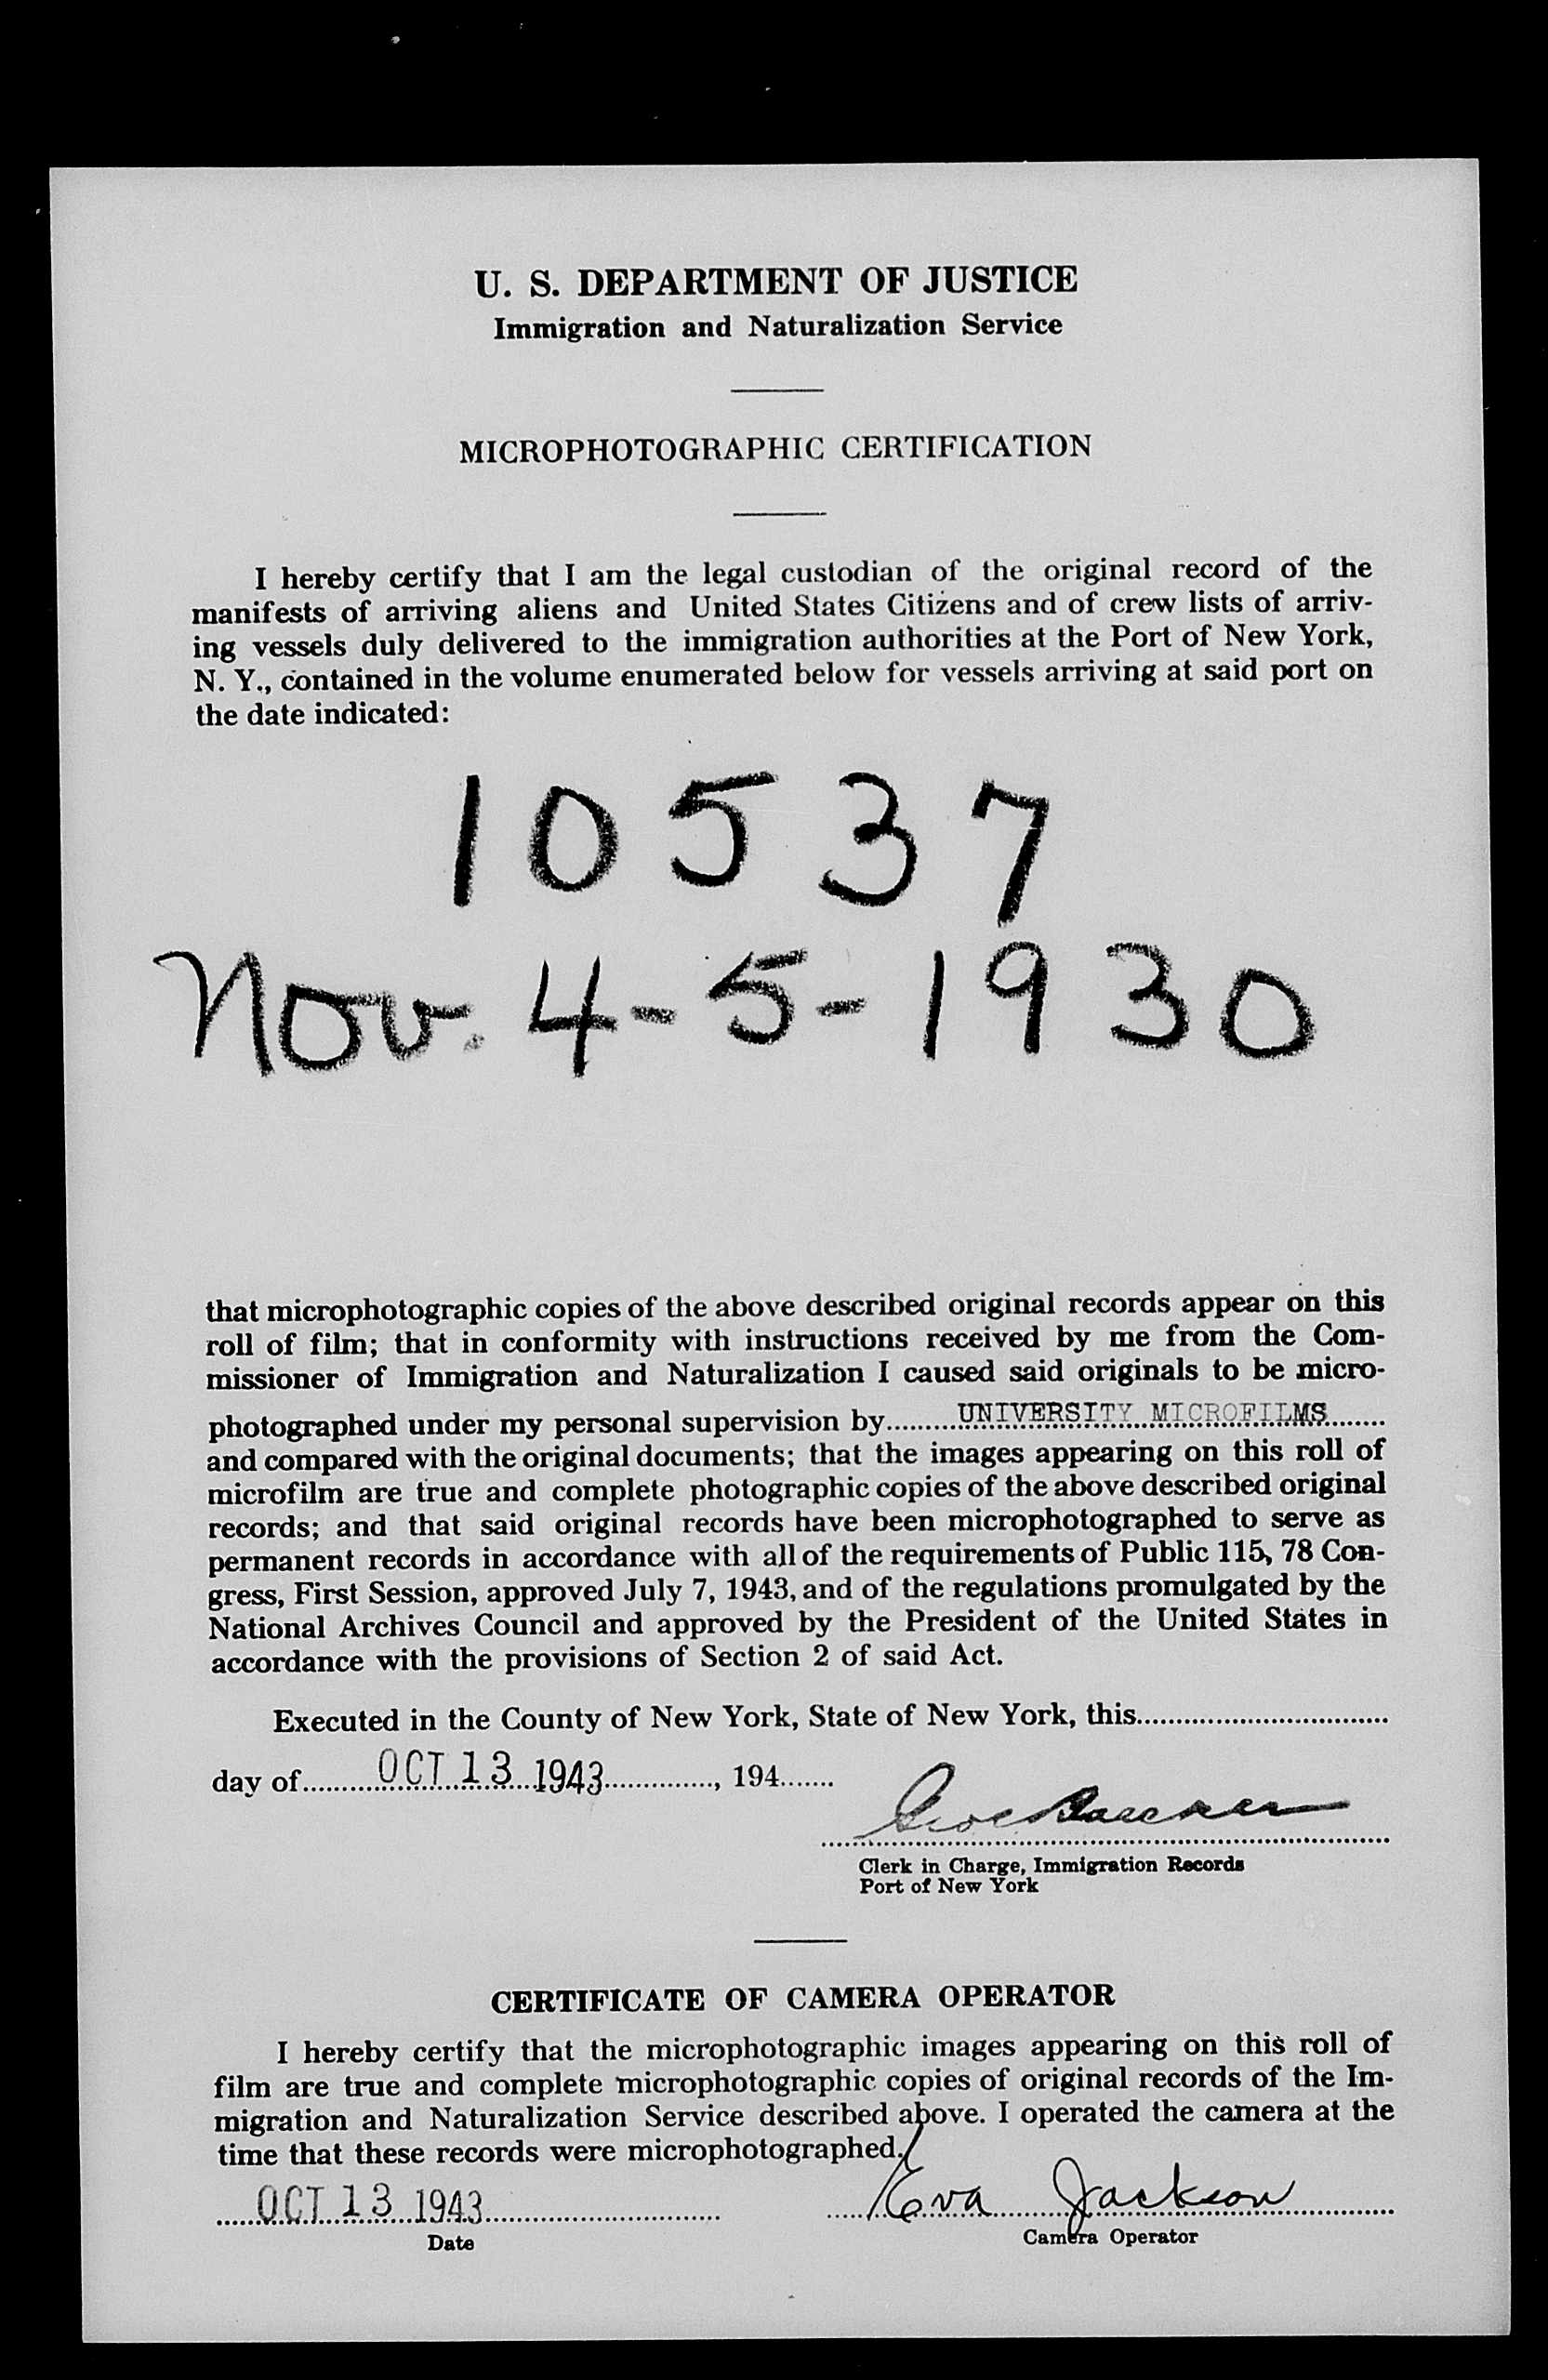 U. S. DEPARTMENT OF JUSTICE
Immigration and Naturalization Service
MICROPHOTOGRAPHIC CERTIFICATION
I hereby certify that I am the legal custodian of the original record of the
manifests of arriving aliens and United States Citizens and of crew lists of arriv-
ing vessels duly delivered to the immigration authorities at the Port of New York,
N. Y., contained in the volume enumerated below for vessels arriving at said port on
the date indicated:
10537
Nov. 4-5-1930
that microphotographic copies of the above described original records appear on this
roll of film; that in conformity with instructions received by me from the Com-
missioner of Immigration and Naturalization I caused said originals to be micro-
photographed under my personal supervision by UNIVERSITY MICROFILMS
and compared with the original documents; that the images appearing on this roll of
microfilm are true and complete photographic copies of the above described original
records; and that said original records have been microphotographed to serve as
permanent records in accordance with all of the requirements of Public 115, 78 Con-
gress, First Session, approved July 7, 1943, and of the regulations promulgated by the
National Archives Council and approved by the President of the United States in
accordance with the provisions of Section 2 of said Act.
Executed in the County of New York, State of New York, this
day of OCT 13 1943, 194
Clerk in Charge, Immigration Records
Port of New York
CERTIFICATE OF CAMERA OPERATOR
I hereby certify that the microphotographic images appearing on this roll of
film are true and complete microphotographic copies of original records of the Im-
migration and Naturalization Service described above. I operated the camera at the
time that these records were microphotographed.
OCT 13 1943 Eva Jackson
Date Camera Operator